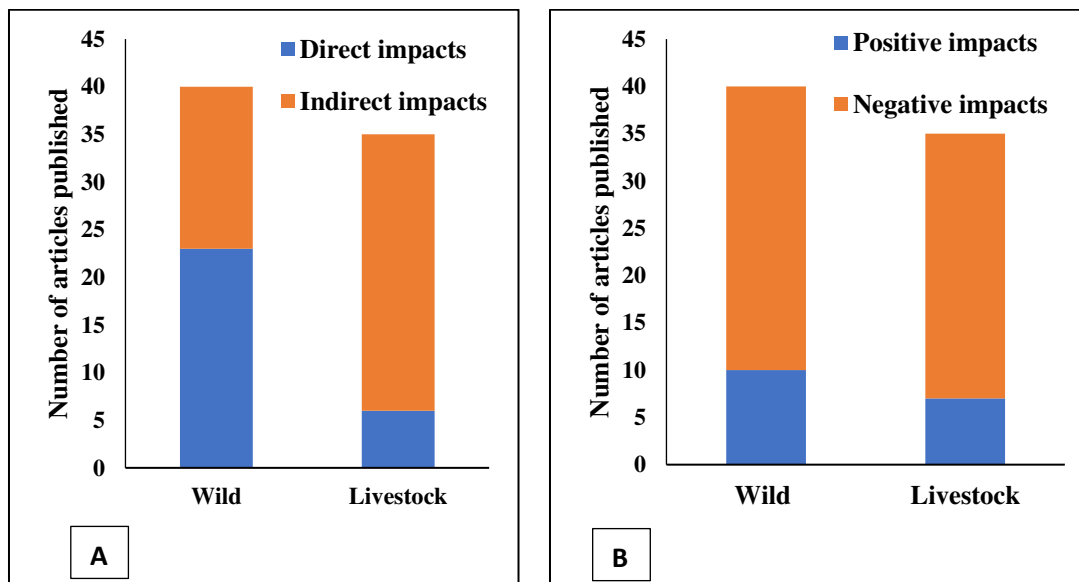 Number of articles published
45
40
35
30
25
20
15
10
5
0
Direct impacts
Indirect impacts
Wild
Livestock
A
Number of articles published
45
40
35
30
25
20
15
10
5
0
Positive impacts
Negative impacts
Wild
Livestock
B